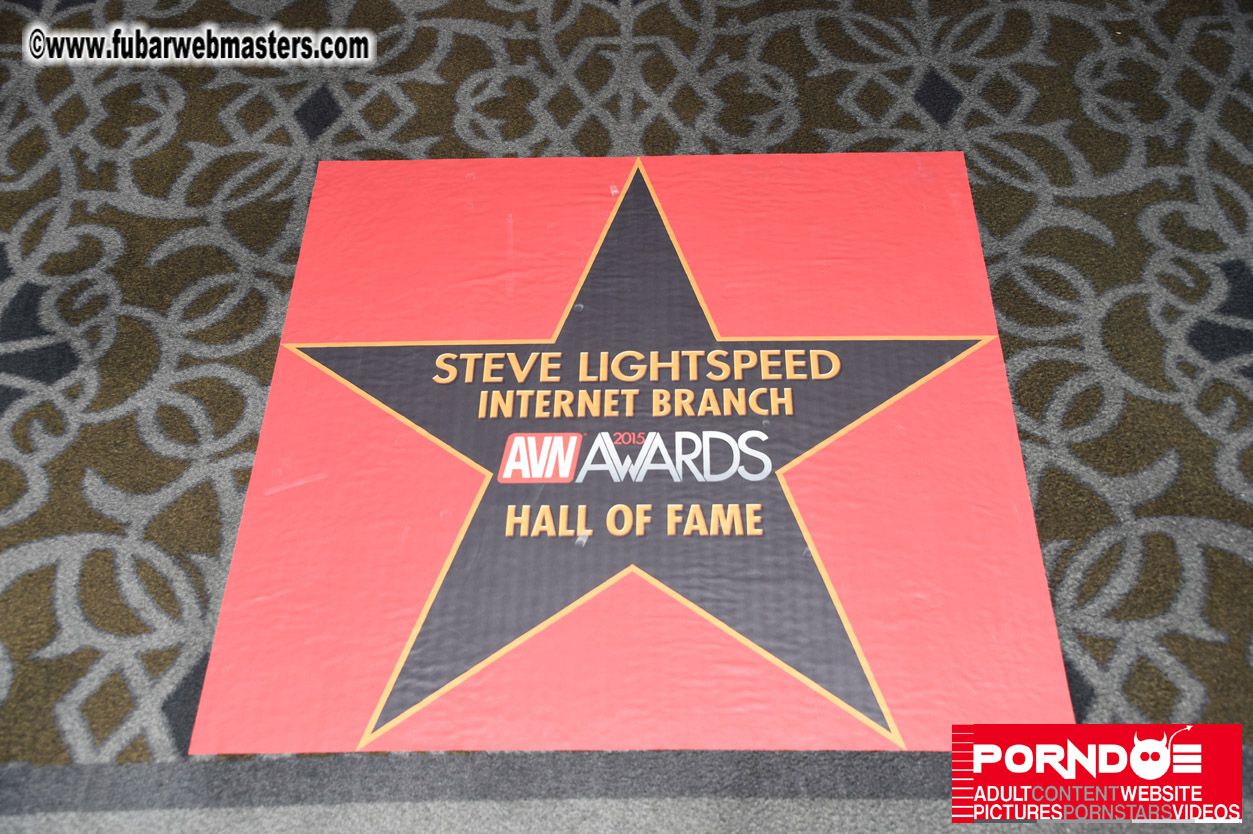 ©www.fubarwebmasters.com
STEVE LIGHTSPEED
INTERNET BRANCH
AVN 2015 AWARDS
HALL OF FAME
PORNDOE
ADULTCONTENTWEBSITE
PICTURESPORNSTARSVIDEOS